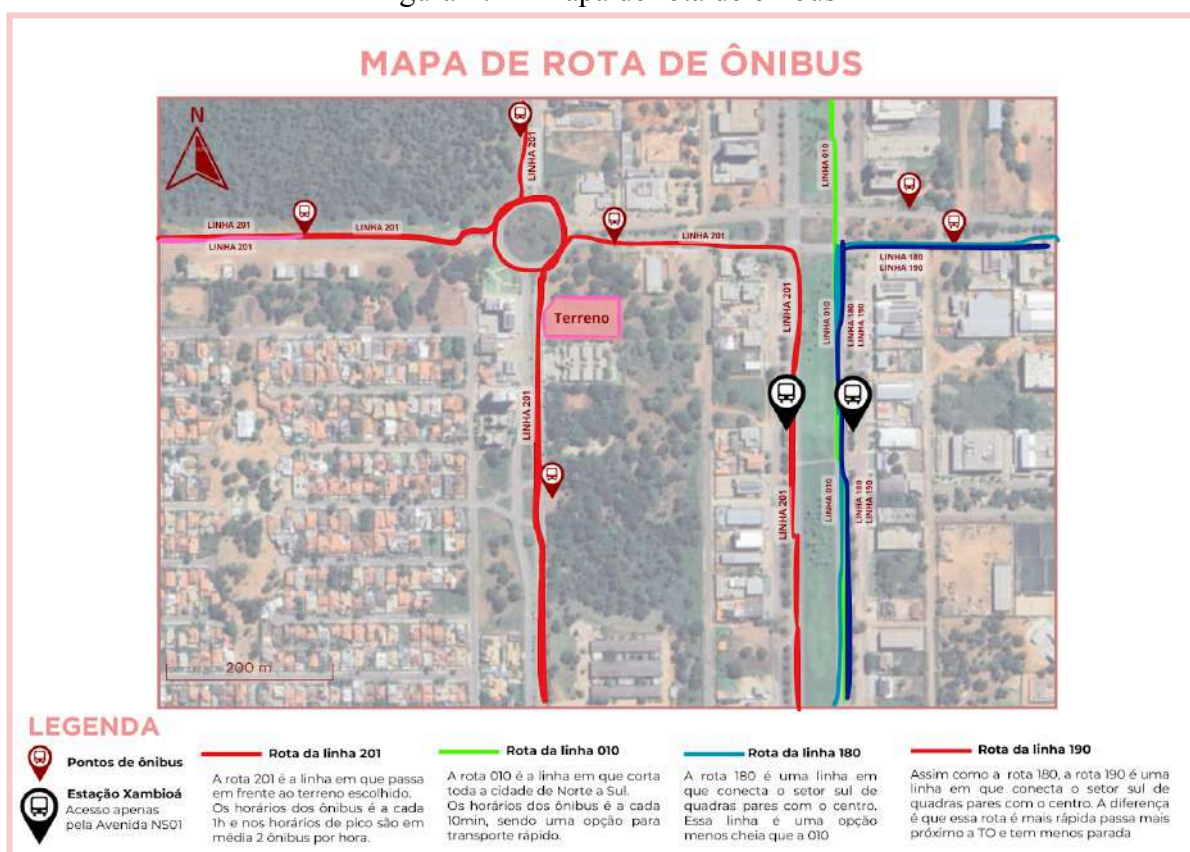 MAPA DE ROTA DE ÔNIBUS
N
LINHA 201
LINHA 010
LINHA 201
LINHA 201
LINHA 201
LINHA 201
LINHA 180
LINHA 190
Terreno
LINHA 201
LINHA 010
LINHA 180
LINHA 190
LINHA 201
LINHA 201
LINHA 010
LINHA 180
LINHA 190
200 m
LEGENDA
Pontos de ônibus
Estação Xambioá
Acesso apenas
pela Avenida NS01
Rota da linha 201
A rota 201 é a linha em que passa
em frente ao terreno escolhido.
Os horários dos ônibus é a cada
1h e nos horários de pico são em
média 2 ônibus por hora.
Rota da linha 010
A rota 010 é a linha em que corta
toda a cidade de Norte a Sul.
Os horários dos ônibus é a cada
10min, sendo uma opção para
transporte rápido.
Rota da linha 180
A rota 180 é uma linha em
que conecta o setor sul de
quadras pares com o centro.
Essa linha é uma opção
menos cheia que a 010
Rota da linha 190
Assim como a rota 180, a rota 190 é uma
linha em que conecta o setor sul de
quadras pares com o centro. A diferença
é que essa rota é mais rápida passa mais
próximo a TO e tem menos parada